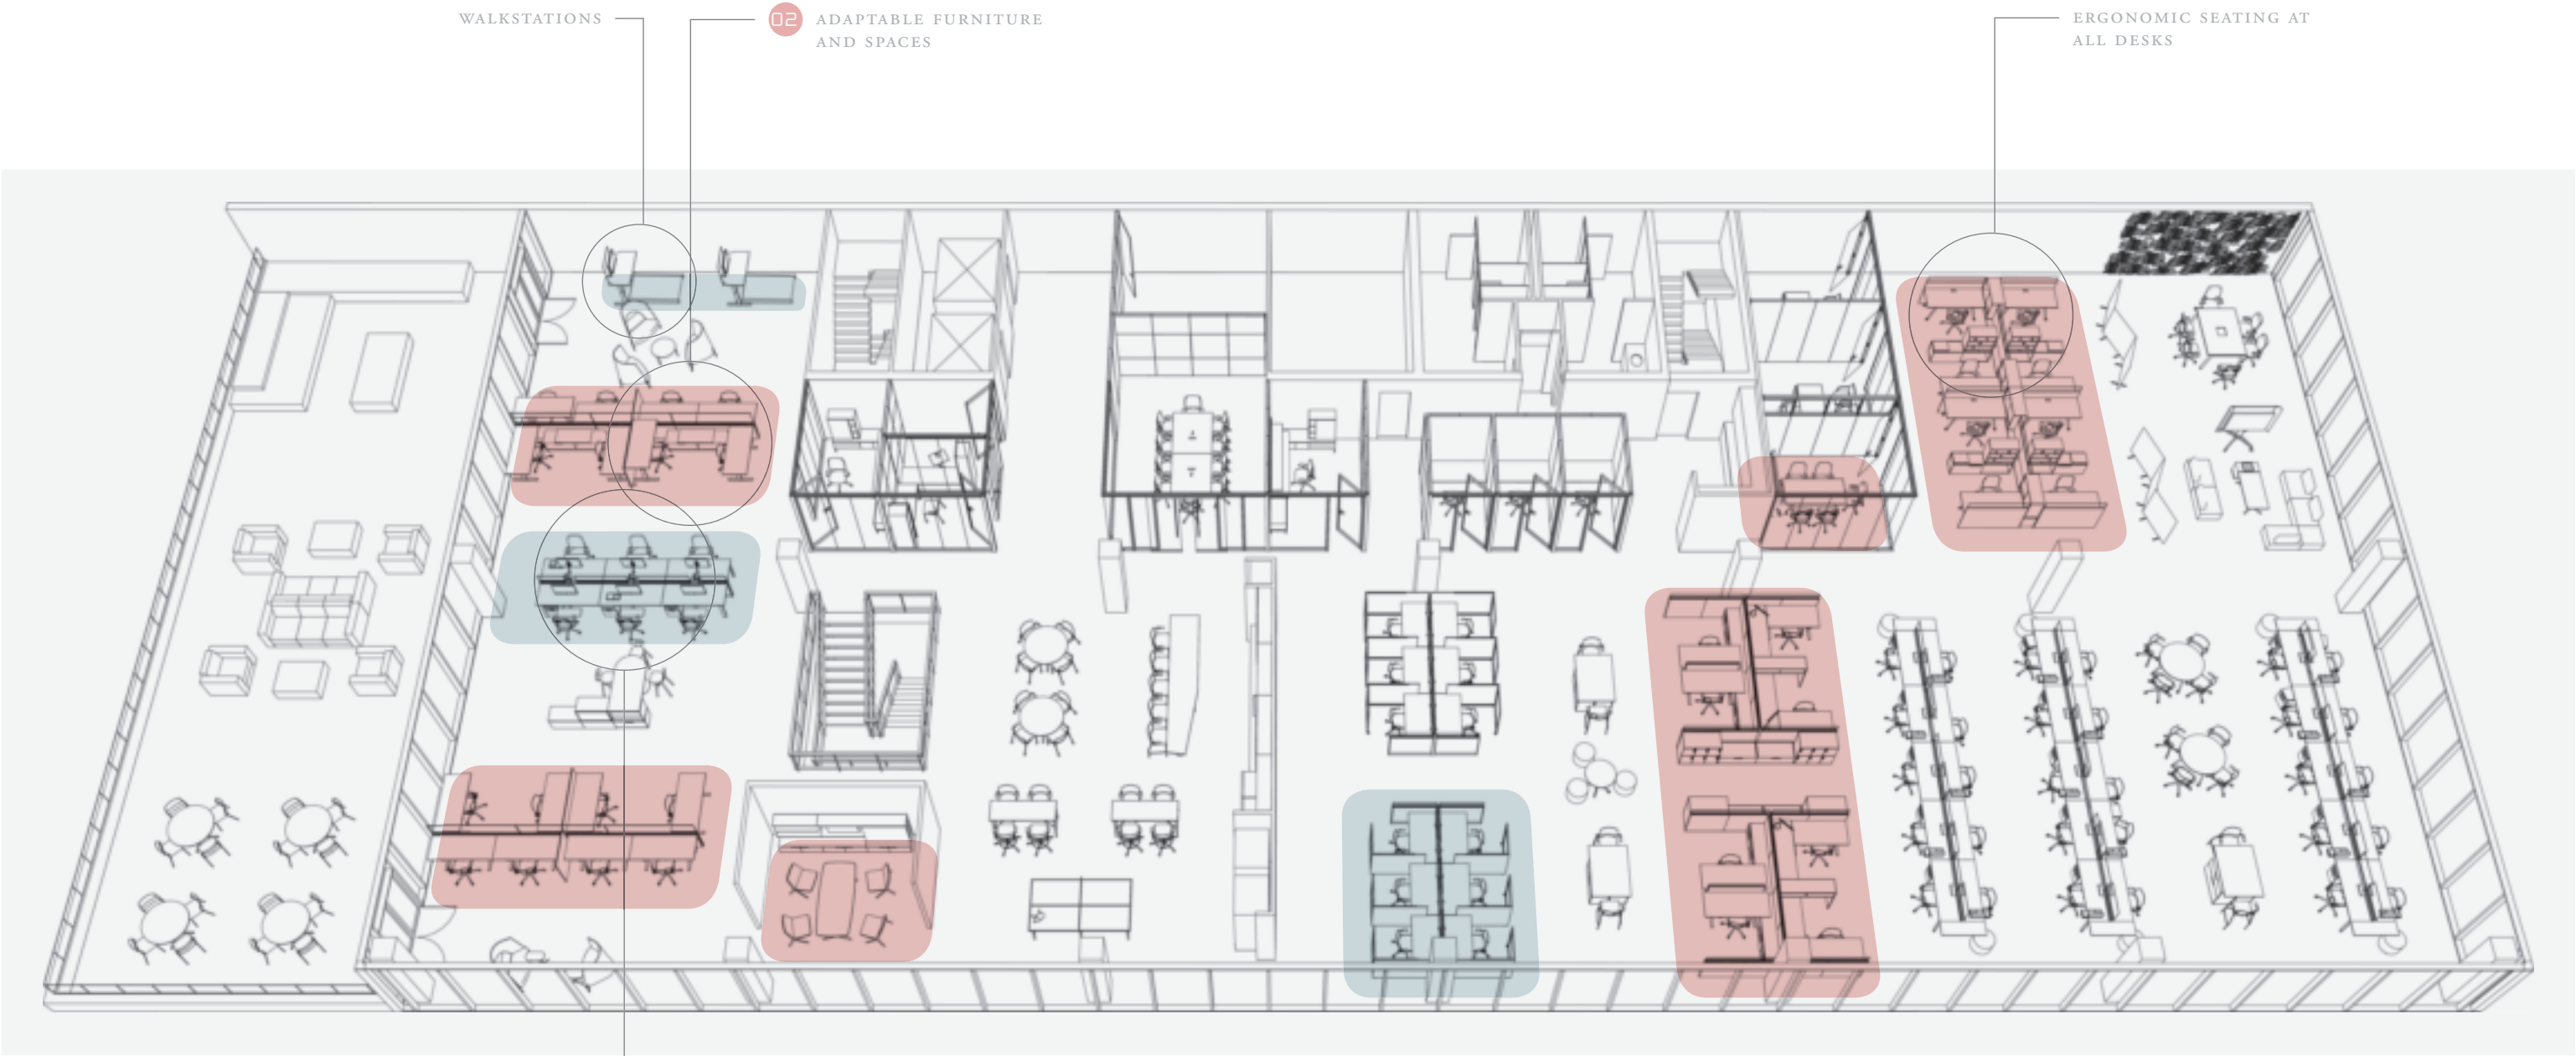 WALKSTATIONS
02 ADAPTABLE FURNITURE
AND SPACES
ERGONOMIC SEATING AT
ALL DESKS